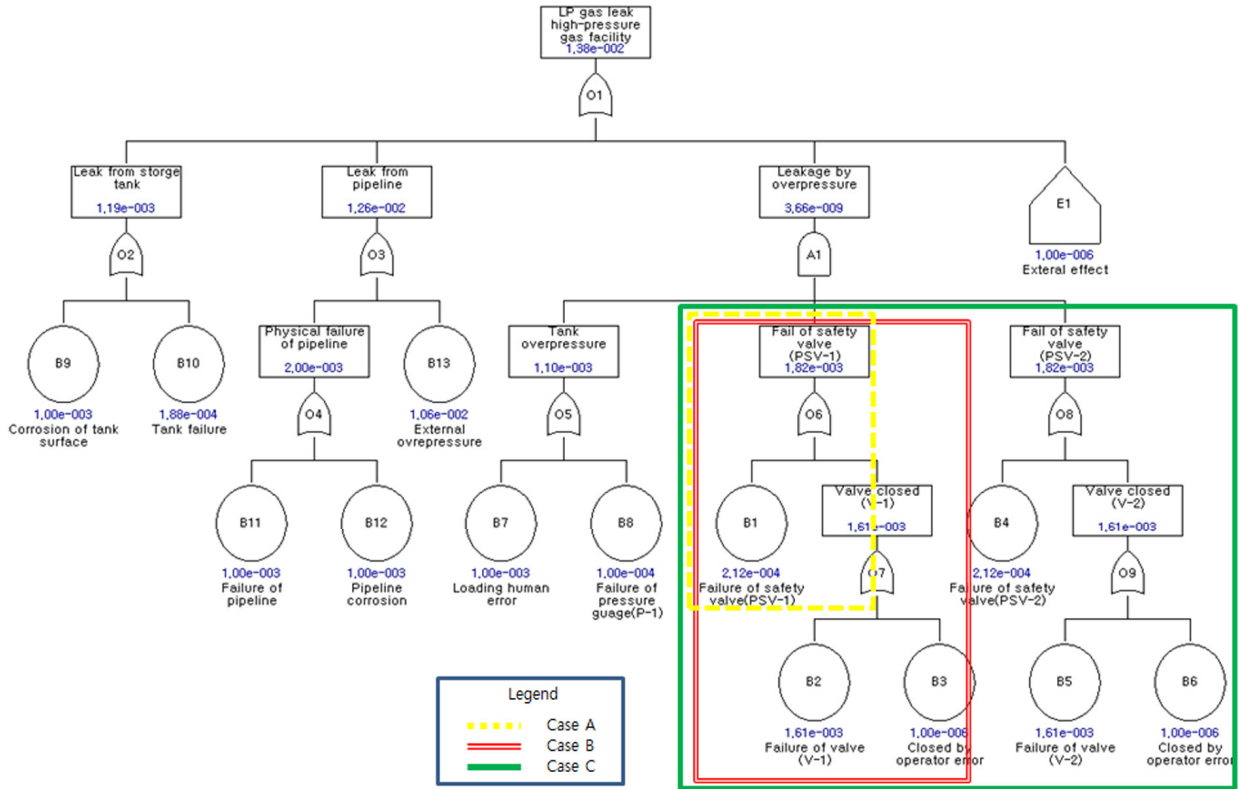 LP gas leak
high-pressure
gas facility
1,38e-002
O1
Leak from storge
tank
1,19e-003
Leak from
pipeline
1,26e-002
Leakage by
overpressure
3,66e-009
E1
1,00e-006
Exteral effect
O2
O3
A1
B9
1,00e-003
Corrosion of tank
surface
B10
1,88e-004
Tank failure
Physical failure
of pipeline
2,00e-003
B13
1,06e-002
External
ovrepressure
Tank
overpressure
1,10e-003
Fail of safety
valve
(PSV-1)
1,82e-003
Fail of safety
valve
(PSV-2)
1,82e-003
O4
O5
O6
O8
B11
1,00e-003
Failure of
pipeline
B12
1,00e-003
Pipeline
corrosion
B7
1,00e-003
Loading human
error
B8
1,00e-004
Failure of
pressure
guage(P-1)
B1
2,12e-004
Failure of safety
valve(PSV-1)
Valve closed
(V-1)
1,61e-003
B4
2,12e-004
Failure of safety
valve(PSV-2)
Valve closed
(V-2)
1,61e-003
O7
O9
B2
1,61e-003
Failure of valve
(V-1)
B3
1,00e-006
Closed by
operator error
B5
1,61e-003
Failure of valve
(V-2)
B6
1,00e-006
Closed by
operator error
Legend
Case A
Case B
Case C